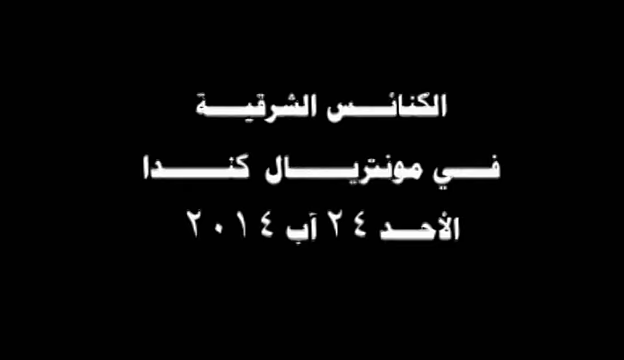 الكنائس الشرقية
في مونتريال كندا
الأحد ٢٤ آب ٢٠١٤